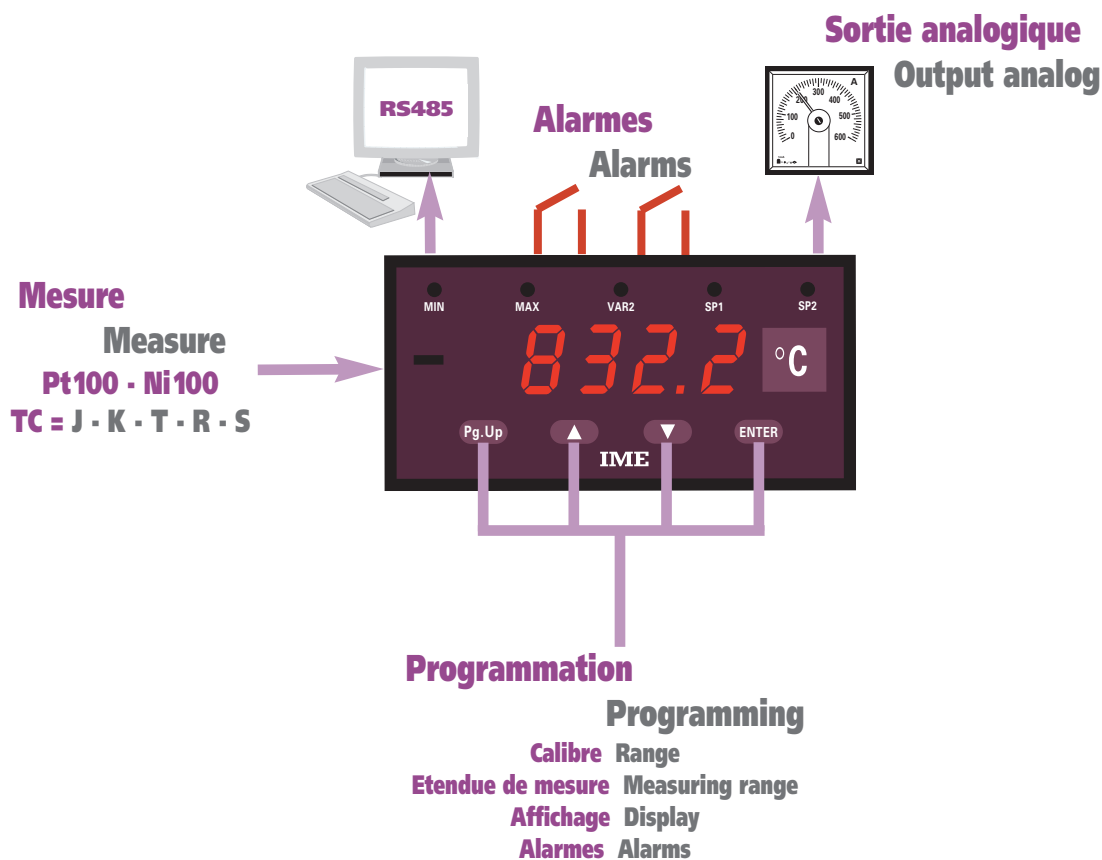 Sortie analogique
Output analog
RS485
A
0
100
200
300
400
500
600
Alarmes
Alarms
Mesure
Measure
Pt100 - Ni100
TC = J - K - T - R - S
MIN MAX VAR2 SP1 SP2
832.2 °C
Pg.Up ▲ ▼ ENTER
IME
Programmation
Programming
Calibre Range
Etendue de mesure Measuring range
Affichage Display
Alarmes Alarms